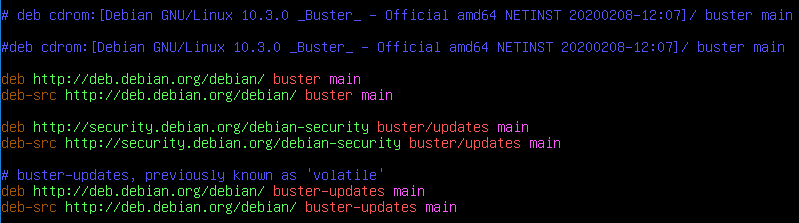 # deb cdrom:[Debian GNU/Linux 10.3.0 _Buster_ - Official amd64 NETINST 20200208-12:07]/ buster main
#deb cdrom:[Debian GNU/Linux 10.3.0 _Buster_ - Official amd64 NETINST 20200208-12:07]/ buster main
deb http://deb.debian.org/debian/ buster main
deb-src http://deb.debian.org/debian/ buster main
deb http://security.debian.org/debian-security buster/updates main
deb-src http://security.debian.org/debian-security buster/updates main
# buster-updates, previously known as 'volatile'
deb http://deb.debian.org/debian/ buster-updates main
deb-src http://deb.debian.org/debian/ buster-updates main